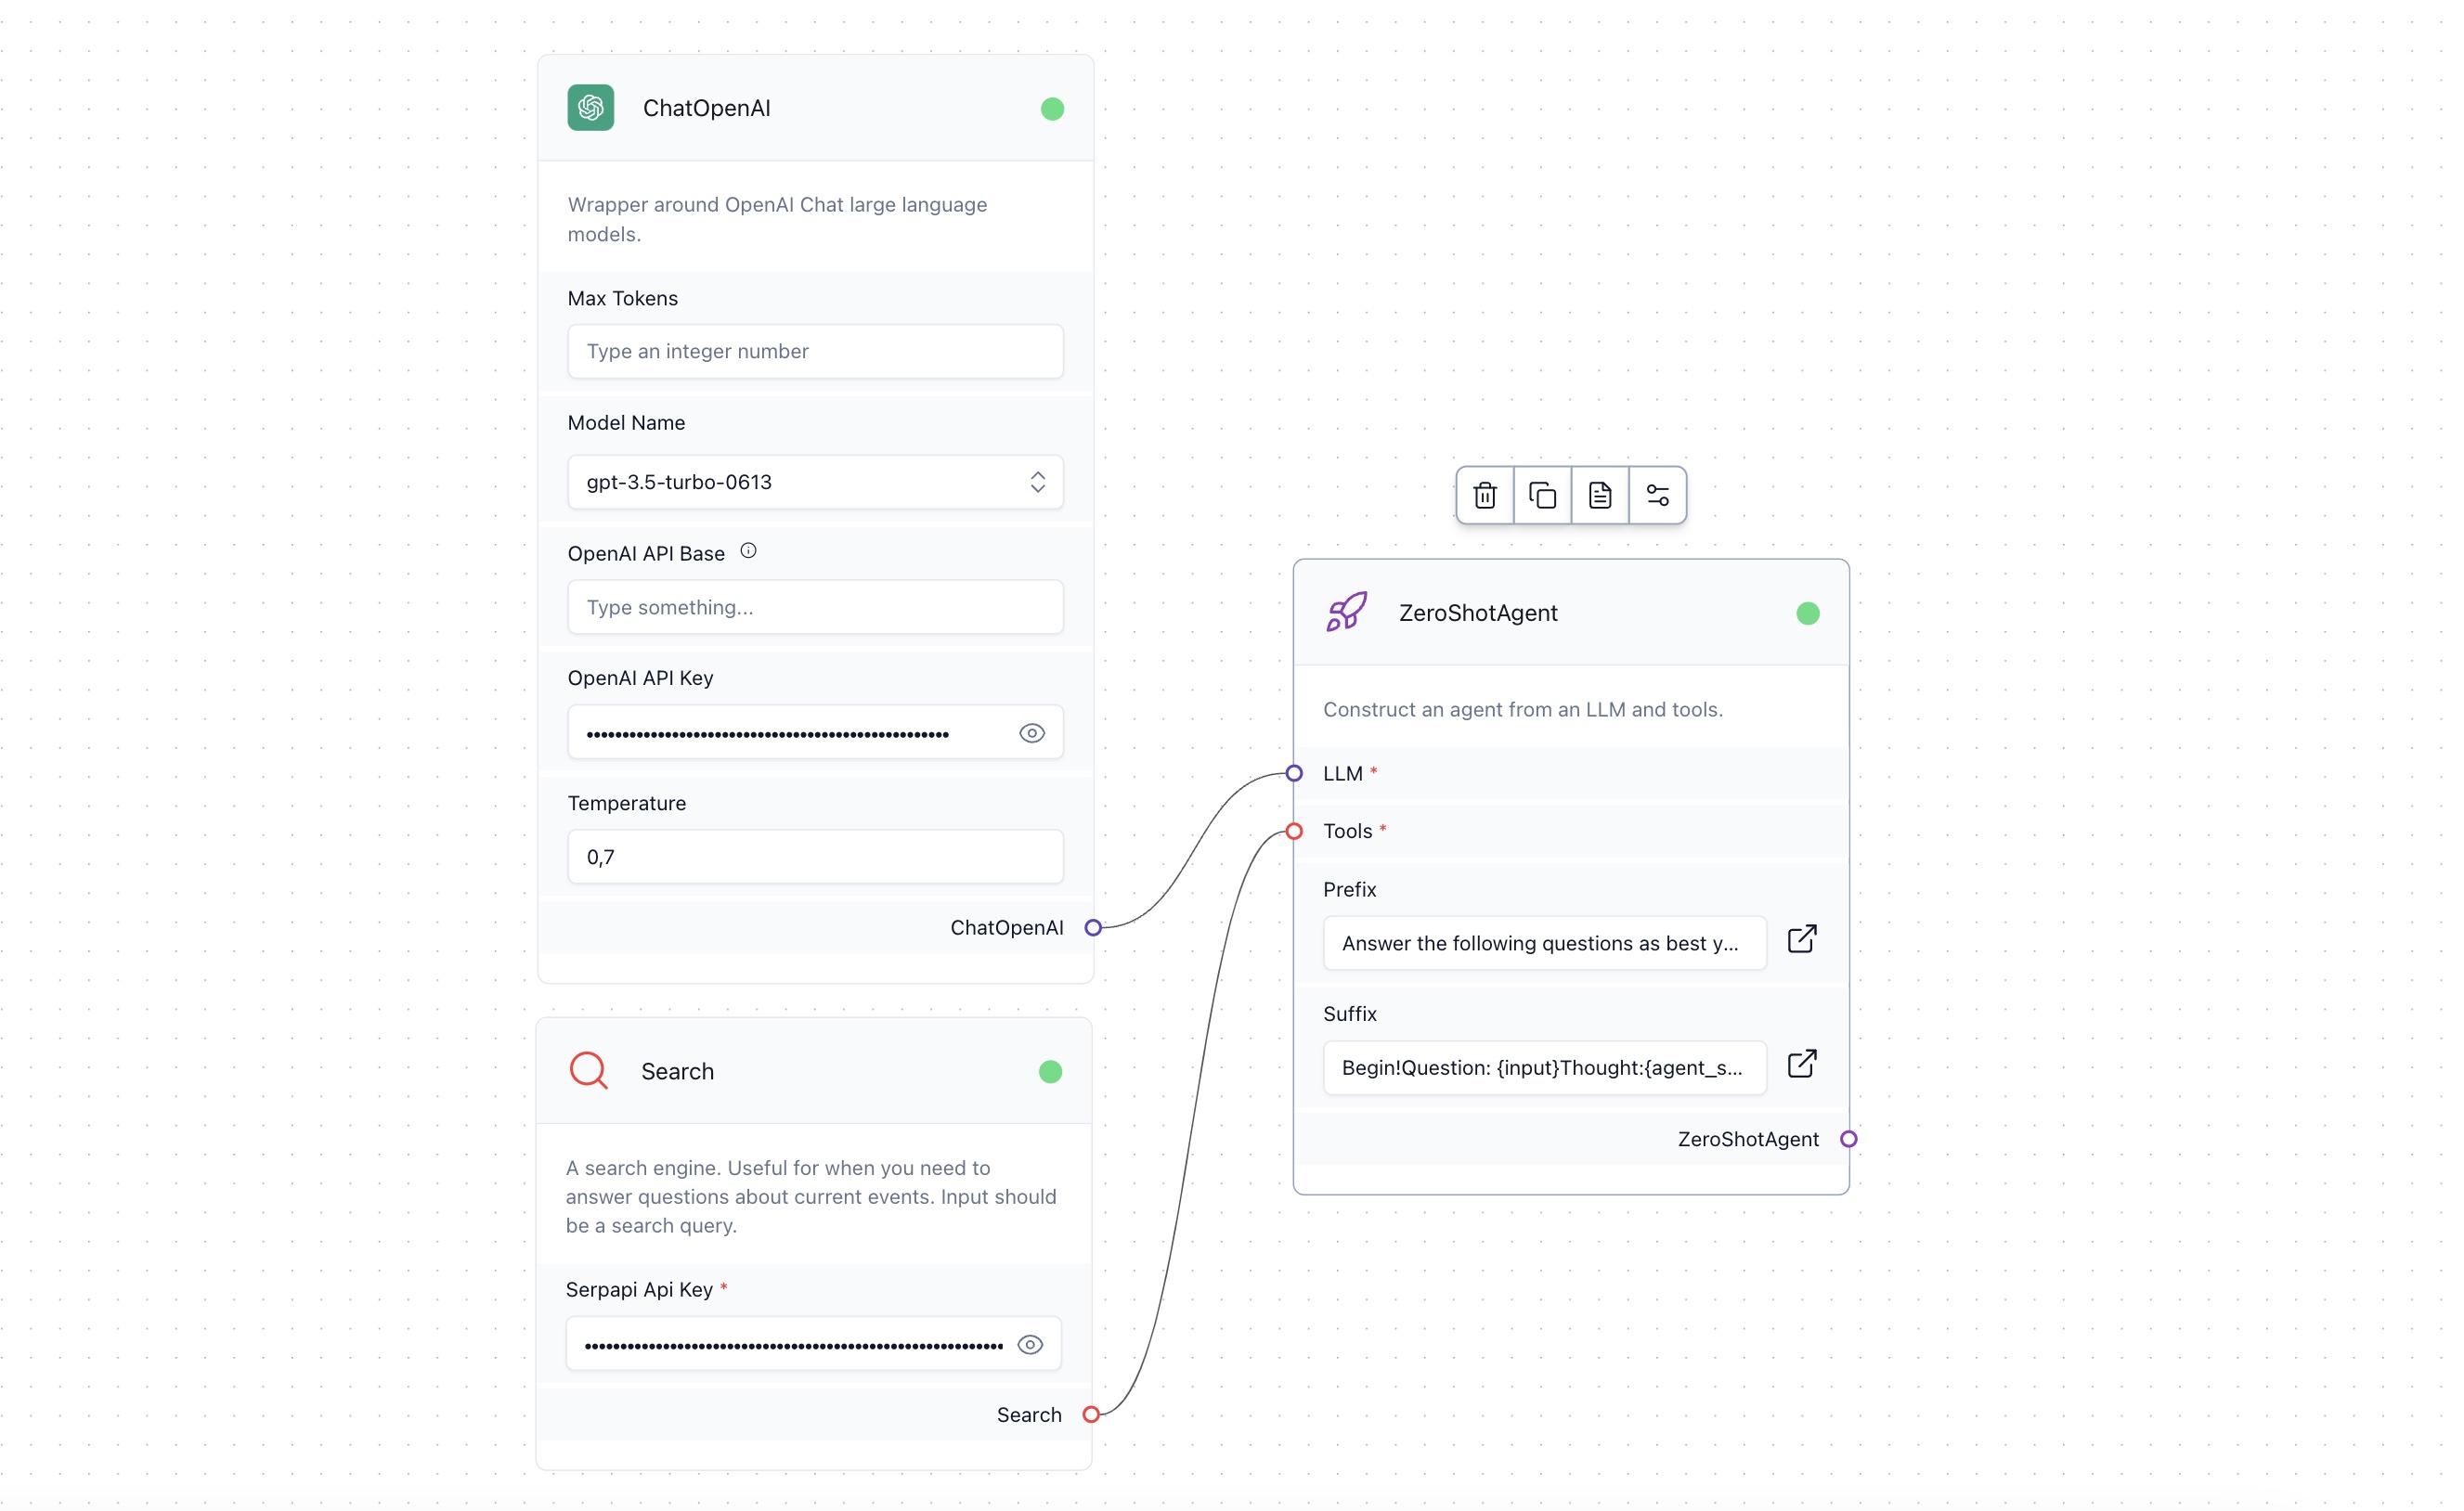 ChatOpenAI
Wrapper around OpenAI Chat large language
models.
Max Tokens
Type an integer number
Model Name
gpt-3.5-turbo-0613
OpenAI API Base
Type something...
OpenAI API Key
Temperature
0,7
ChatOpenAI
Search
A search engine. Useful for when you need to
answer questions about current events. Input should
be a search query.
Serpapi Api Key *
Search
ZeroShotAgent
Construct an agent from an LLM and tools.
LLM *
Tools *
Prefix
Answer the following questions as best y...
Suffix
Begin!Question: {input}Thought:{agent_s...
ZeroShotAgent